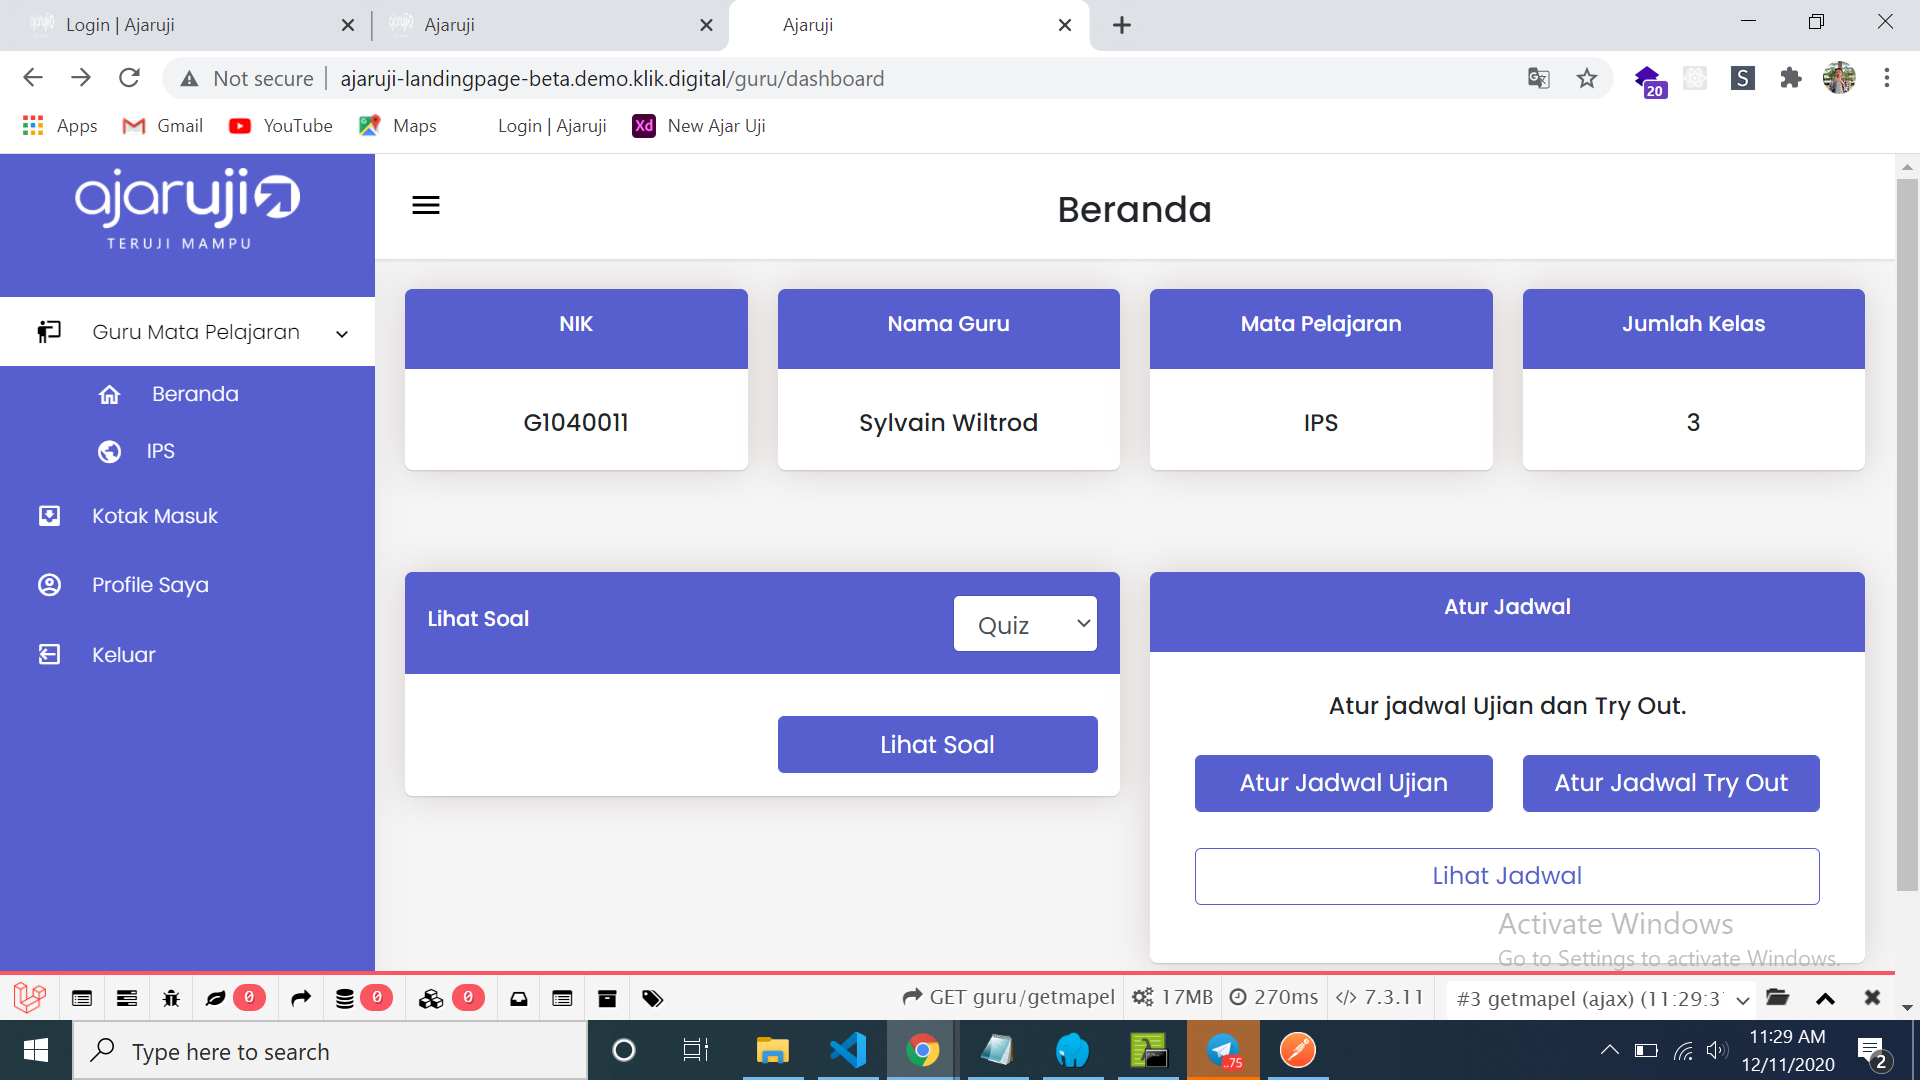 Login | Ajaruji
Ajaruji
Ajaruji
Not secure
ajaruji-landingpage-beta.demo.klik.digital/guru/dashboard
20
S
Apps
Gmail
YouTube
Maps
Login | Ajaruji
Xd
New Ajar Uji
ajaruji
TERUJI MAMPU
Beranda
Guru Mata Pelajaran
Beranda
IPS
Kotak Masuk
Profile Saya
Keluar
NIK
G1040011
Nama Guru
Sylvain Wiltrod
Mata Pelajaran
IPS
Jumlah Kelas
3
Lihat Soal
Quiz
Lihat Soal
Atur Jadwal
Atur jadwal Ujian dan Try Out.
Atur Jadwal Ujian
Atur Jadwal Try Out
Lihat Jadwal
Activate Windows
Go to Settings to activate Windows.
0
0
0
GET guru/getmapel
17MB
270ms
7.3.11
#3 getmapel (ajax) (11:29:3
Type here to search
..75
11:29 AM
12/11/2020
2